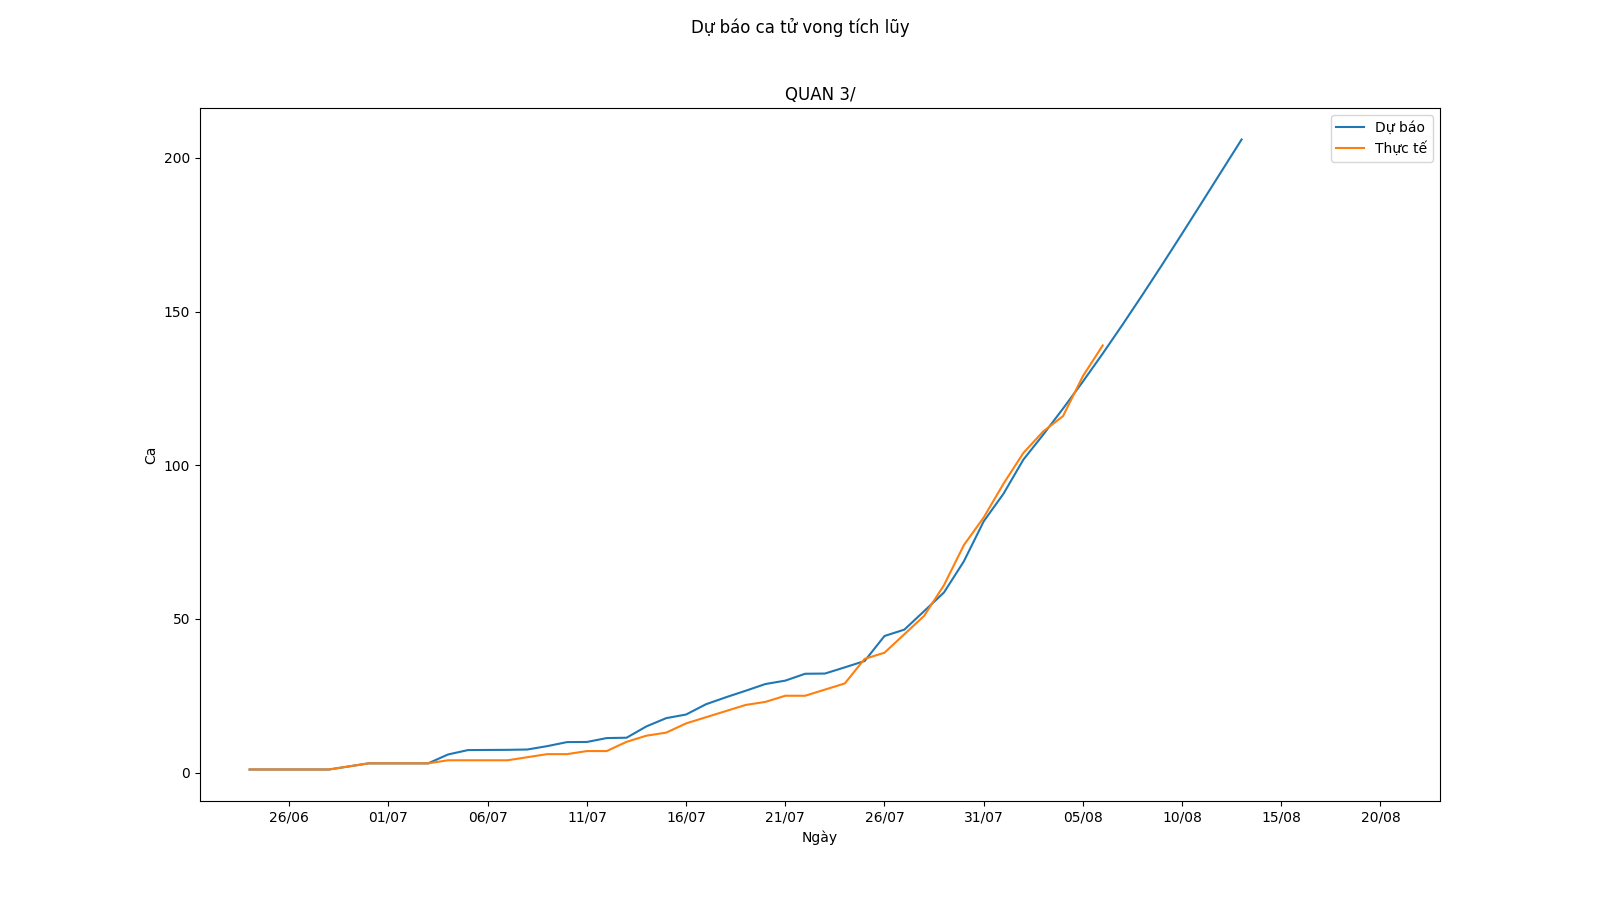 Dự báo ca tử vong tích lũy
QUAN 3/
Dự báo
Thực tế
200
150
100
50
0
Ca
26/06 01/07 06/07 11/07 16/07 21/07 26/07 31/07 05/08 10/08 15/08 20/08
Ngày